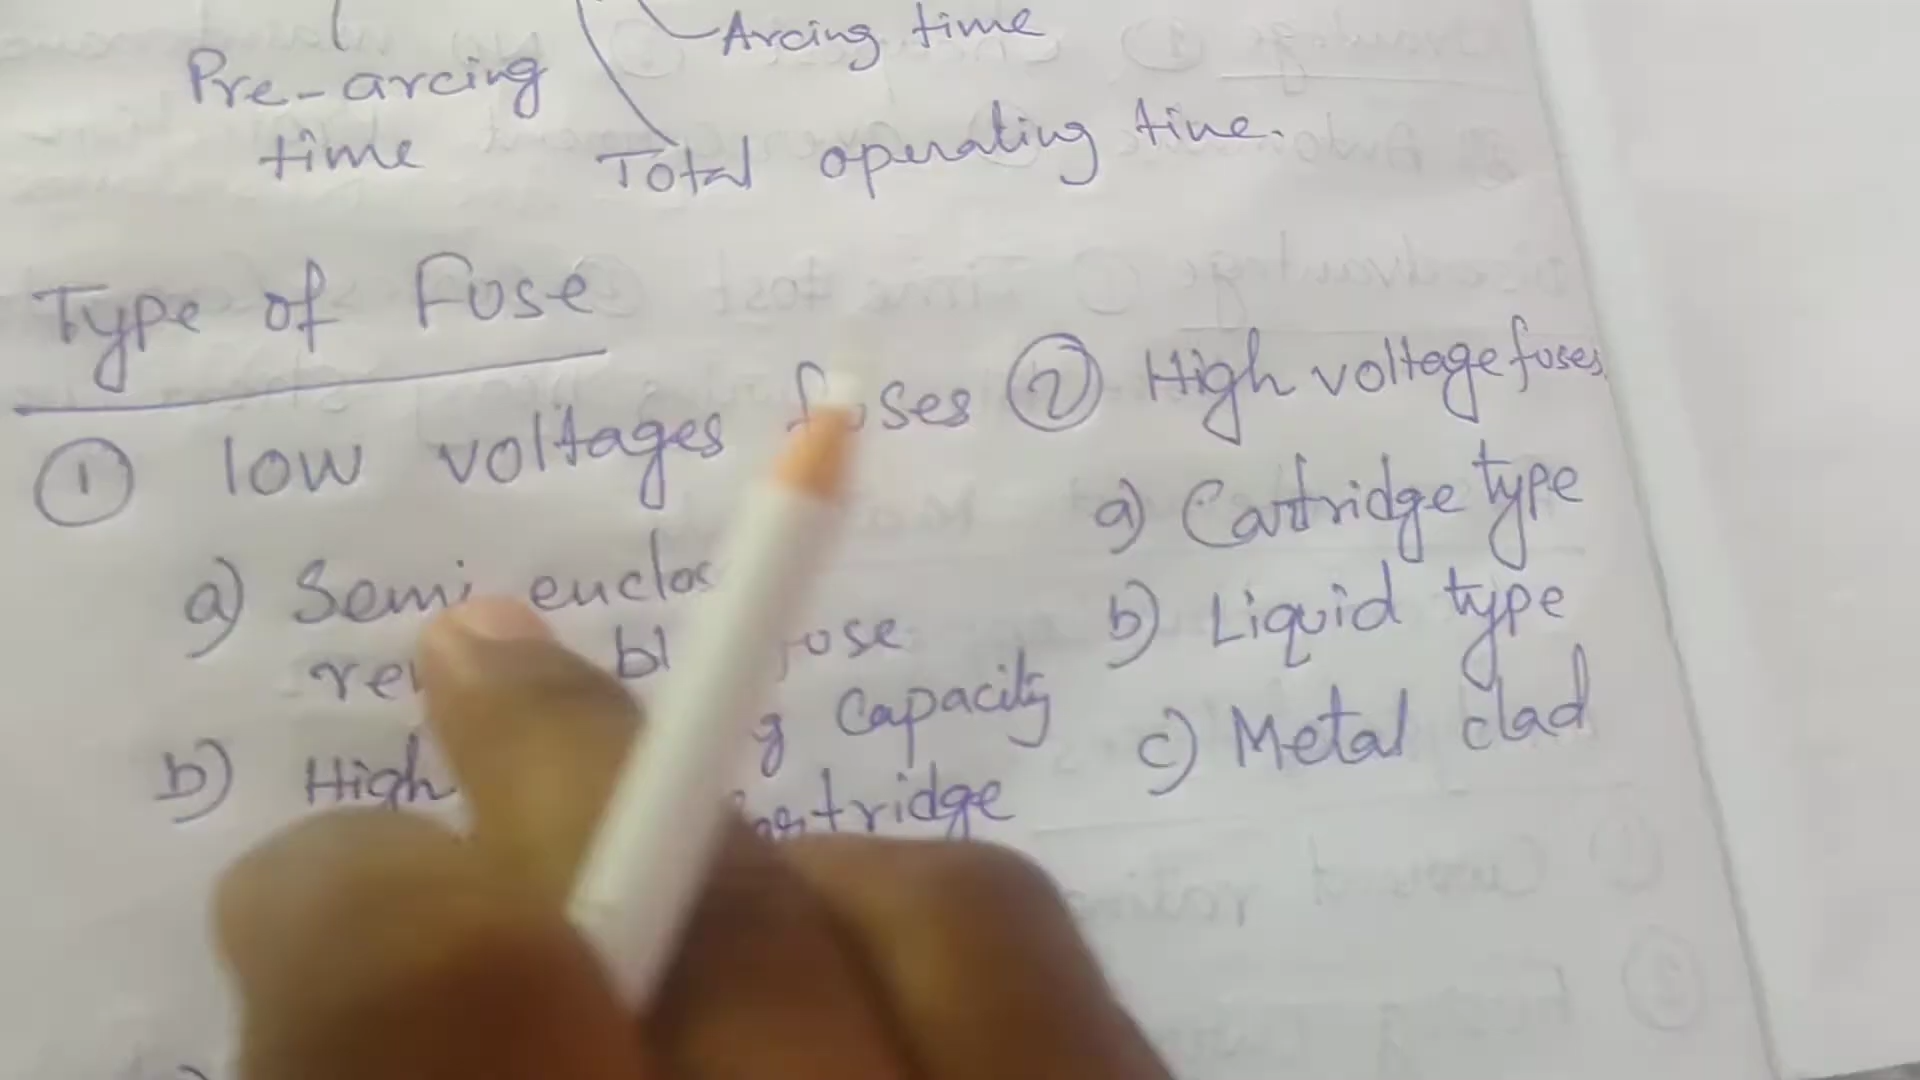 Arcing time
Pre-arcing
time
Total operating time.
Type of Fuse
① low voltages fuses
a) Semi
fuse
b) High
capacity
② High voltage fuses
a) Cartridge type
b) Liquid type
c) Metal clad